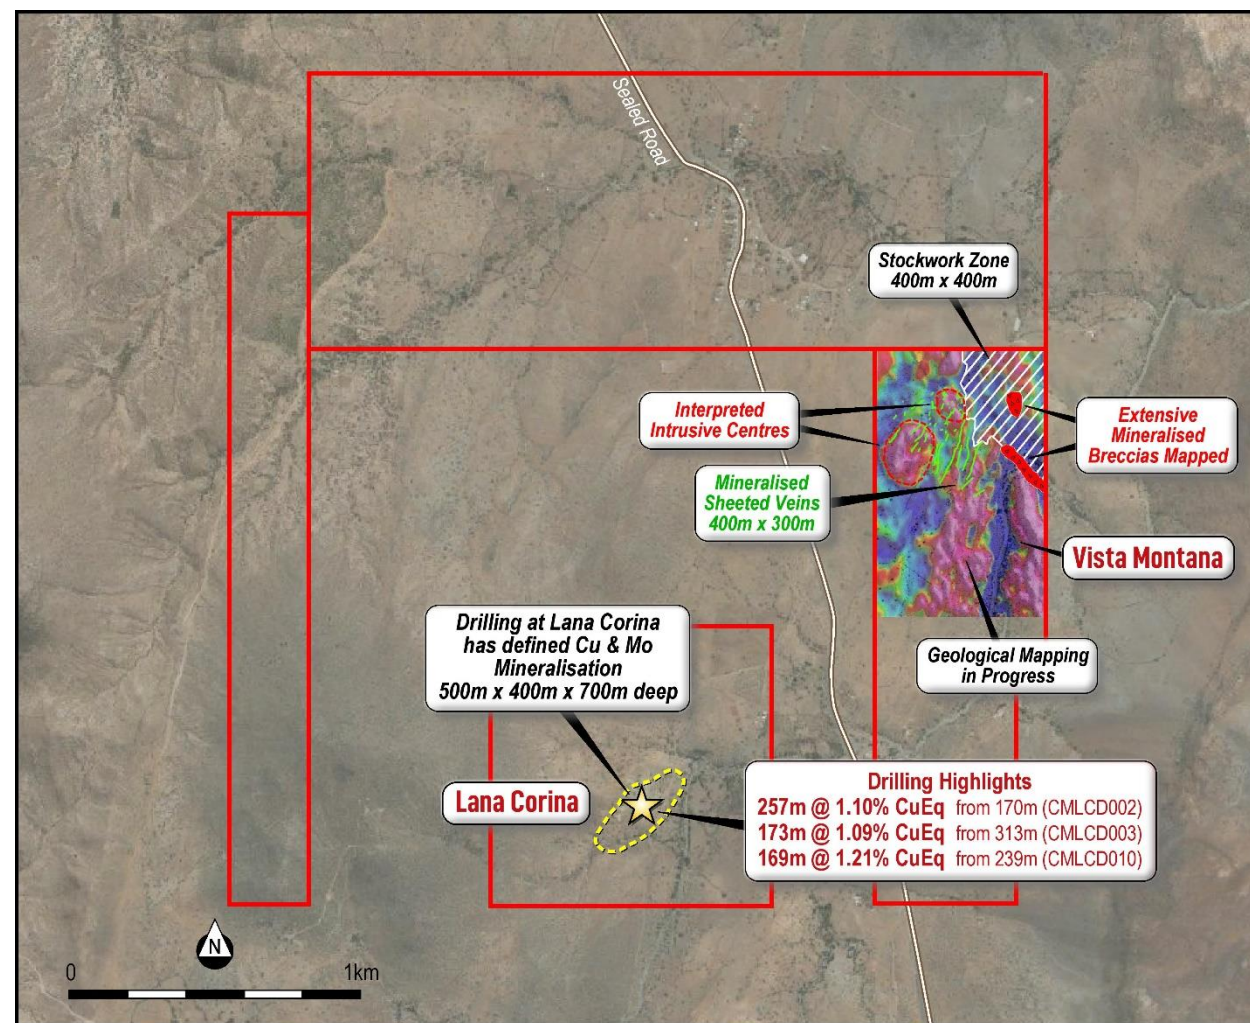 Sealed Road
Stockwork Zone
400m x 400m
Interpreted
Intrusive Centres
Extensive
Mineralised
Breccias Mapped
Mineralised
Sheeted Veins
400m x 300m
Vista Montana
Drilling at Lana Corina
has defined Cu & Mo
Mineralisation
500m x 400m x 700m deep
Geological Mapping
in Progress
Lana Corina
Drilling Highlights
257m @ 1.10% CuEq from 170m (CMLCD002)
173m @ 1.09% CuEq from 313m (CMLCD003)
169m @ 1.21% CuEq from 239m (CMLCD010)
N
0 1km